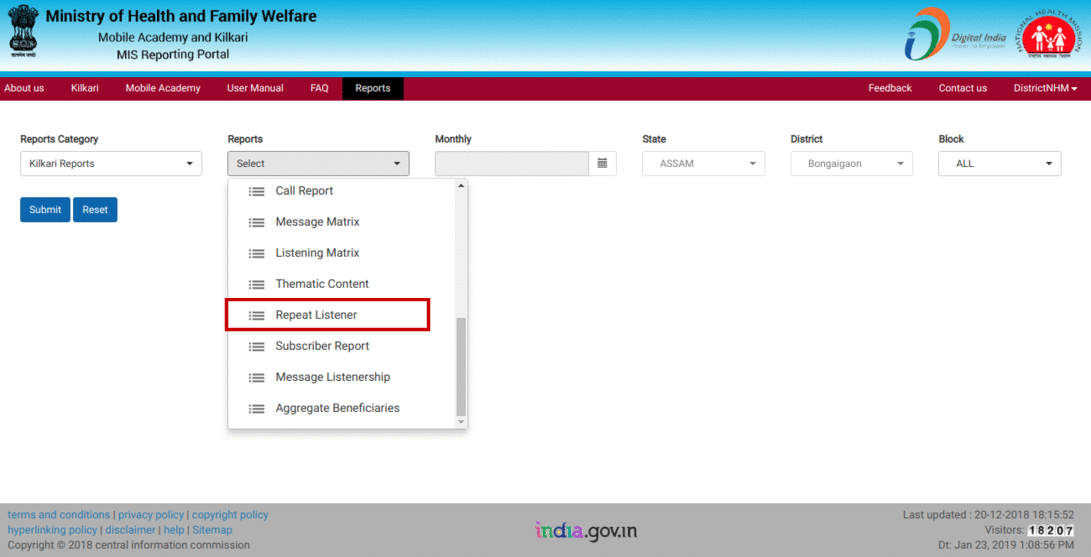 Ministry of Health and Family Welfare
Mobile Academy and Kilkari
MIS Reporting Portal
सत्यमेव जयते
Digital India
Power To Empower
NATIONAL HEALTH MISSION
राष्ट्रीय स्वास्थ्य मिशन
About us Kilkari Mobile Academy User Manual FAQ Reports Feedback Contact us DistrictNHM
Reports Category Reports Monthly State District Block
Kilkari Reports Select ASSAM Bongaigaon ALL
Submit Reset
Call Report
Message Matrix
Listening Matrix
Thematic Content
Repeat Listener
Subscriber Report
Message Listenership
Aggregate Beneficiaries
terms and conditions | privacy policy | copyright policy
hyperlinking policy | disclaimer | help | Sitemap
Copyright © 2018 central information commission
india.gov.in
Last updated : 20-12-2018 18:15:52
Visitors: 18207
Dt: Jan 23, 2019 1:08:56 PM